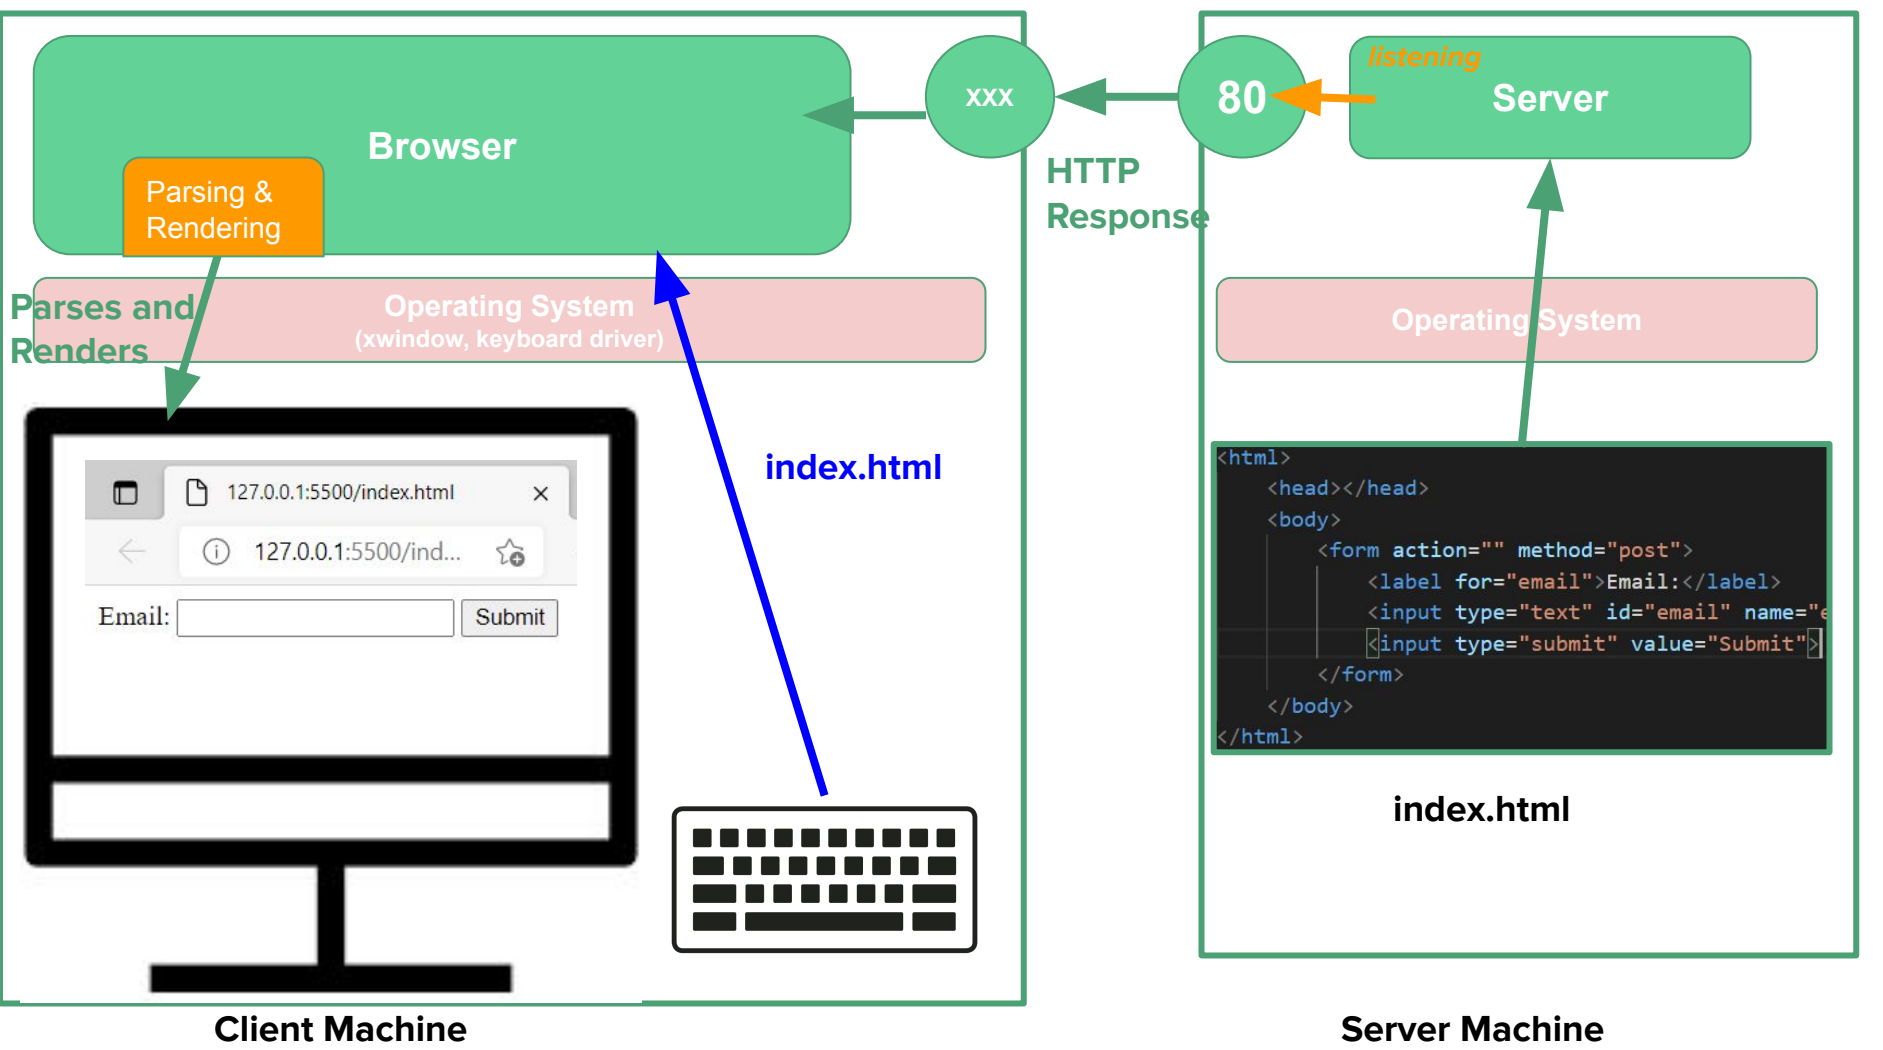 Browser
Parsing &
Rendering
xxx
HTTP
Response
80
listening
Server
Parses and
Renders
Operating System
(xwindow, keyboard driver)
Operating System
127.0.0.1:5500/index.html
127.0.0.1:5500/ind...
Email:
Submit
index.html
<html>
<head></head>
<body>
<form action="" method="post">
<label for="email">Email:</label>
<input type="text" id="email" name="e
<input type="submit" value="Submit">
</form>
</body>
</html>
index.html
Client Machine
Server Machine